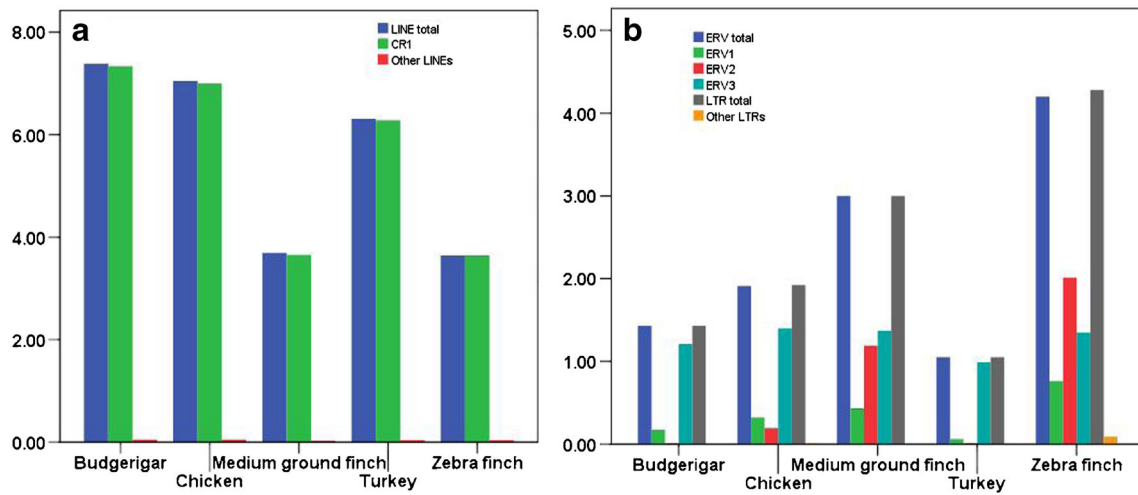 a
LINE total
CR1
Other LINEs
8.00
6.00
4.00
2.00
0.00
Budgerigar
Chicken
Medium ground finch
Turkey
Zebra finch
b
ERV total
ERV1
ERV2
ERV3
LTR total
Other LTRs
5.00
4.00
3.00
2.00
1.00
0.00
Budgerigar
Chicken
Medium ground finch
Turkey
Zebra finch